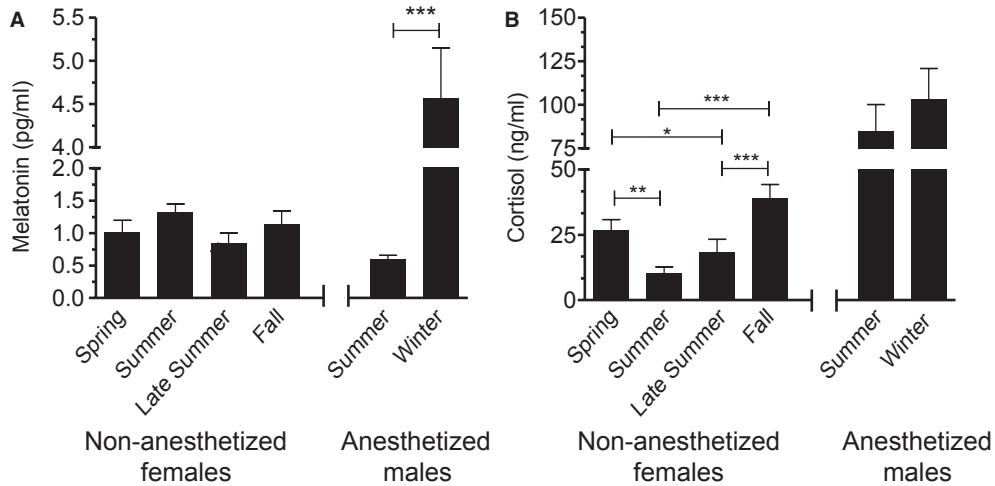 A
Melatonin (pg/ml)
5.5
5.0
4.5
4.0
2.0
1.5
1.0
0.5
0.0
***
Spring
Summer
Late Summer
Fall
Summer
Winter
Non-anesthetized
females
Anesthetized
males
B
Cortisol (ng/ml)
150
125
100
75
50
25
0
***
*
***
**
Spring
Summer
Late Summer
Fall
Summer
Winter
Non-anesthetized
females
Anesthetized
males